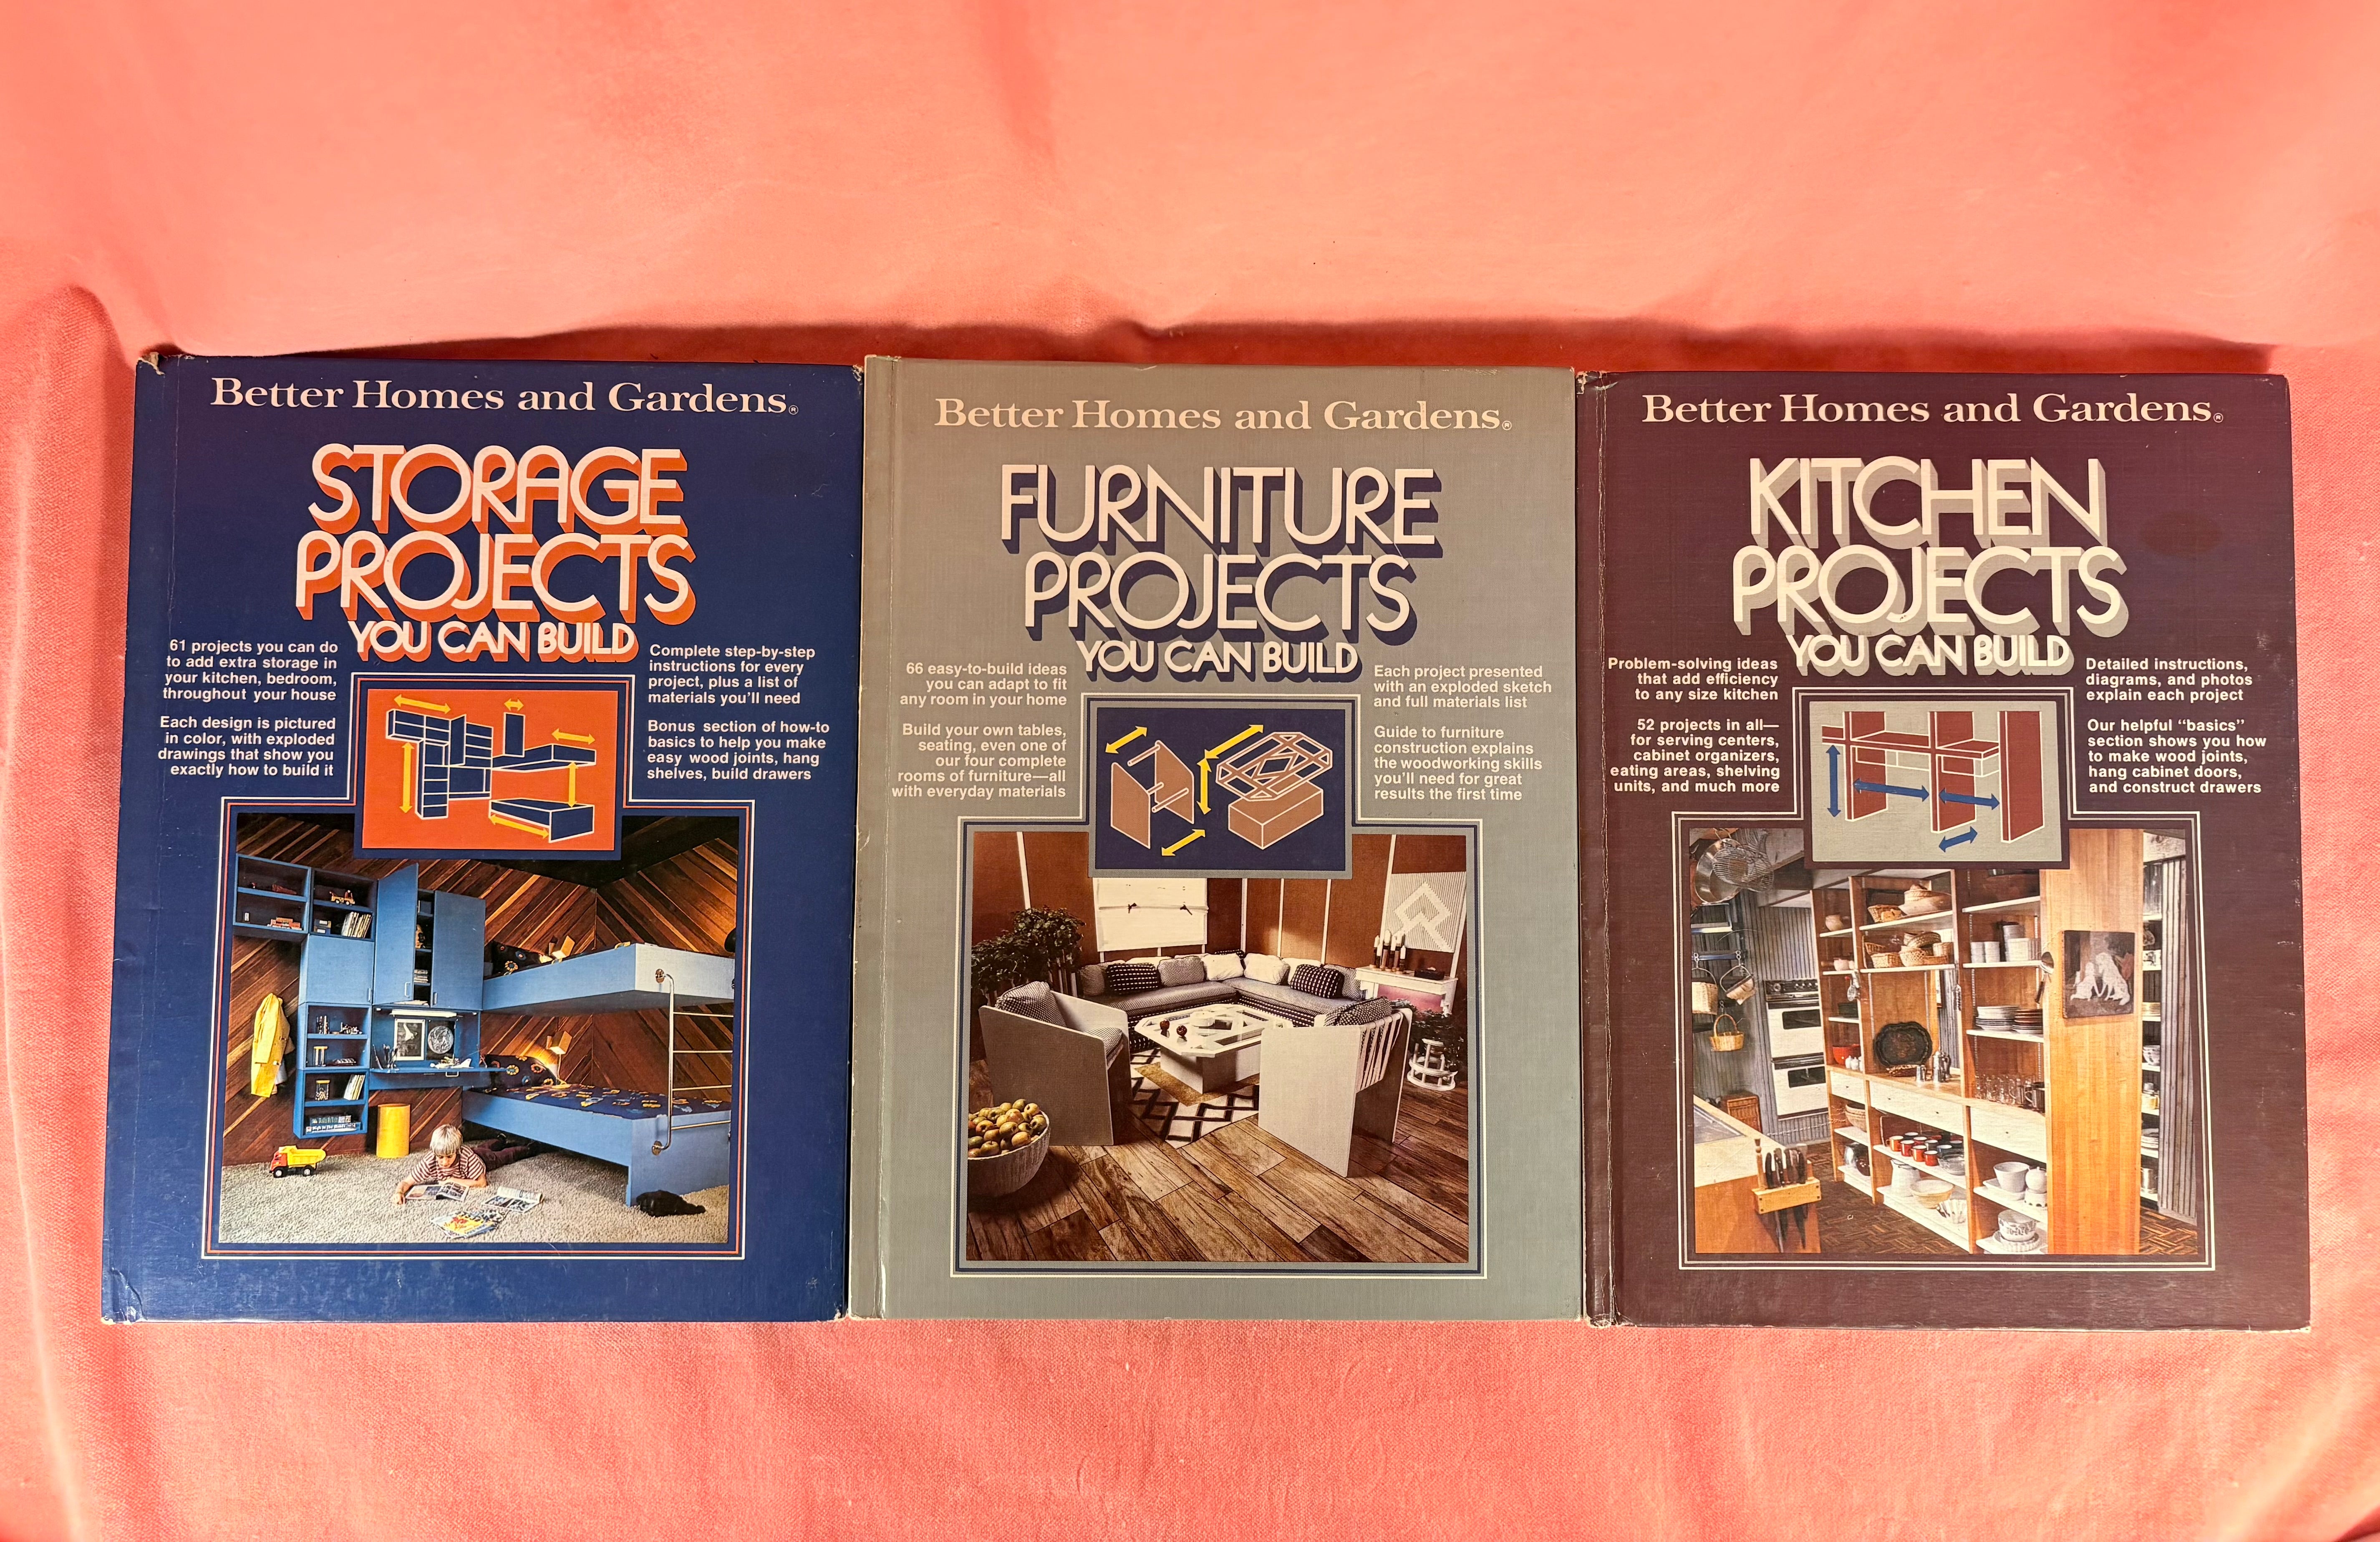 Better Homes and Gardens®
STORAGE
PROJECTS
YOU CAN BUILD
61 projects you can do
to add extra storage in
your kitchen, bedroom,
throughout your house
Each design is pictured
in color, with exploded
drawings that show you
exactly how to build it
Complete step-by-step
instructions for every
project, plus a list of
materials you'll need
Bonus section of how-to
basics to help you make
easy wood joints, hang
shelves, build drawers
Better Homes and Gardens®
FURNITURE
PROJECTS
YOU CAN BUILD
66 easy-to-build ideas
you can adapt to fit
any room in your home
Build your own tables,
seating, even one of
our four complete
rooms of furniture—all
with everyday materials
Each project presented
with an exploded sketch
and full materials list
Guide to furniture
construction explains
the woodworking skills
you'll need for great
results the first time
Better Homes and Gardens®
KITCHEN
PROJECTS
YOU CAN BUILD
Problem-solving ideas
that add efficiency
to any size kitchen
52 projects in all—
for serving centers,
cabinet organizers,
eating areas, shelving
units, and much more
Detailed instructions,
diagrams, and photos
explain each project
Our helpful "basics"
section shows you how
to make wood joints,
hang cabinet doors,
and construct drawers